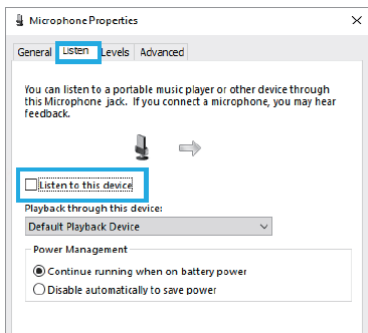 Microphone Properties
General Listen Levels Advanced
You can listen to a portable music player or other device through
this Microphone jack. If you connect a microphone, you may hear
feedback.
Listen to this device
Playback through this device:
Default Playback Device
Power Management
Continue running when on battery power
Disable automatically to save power